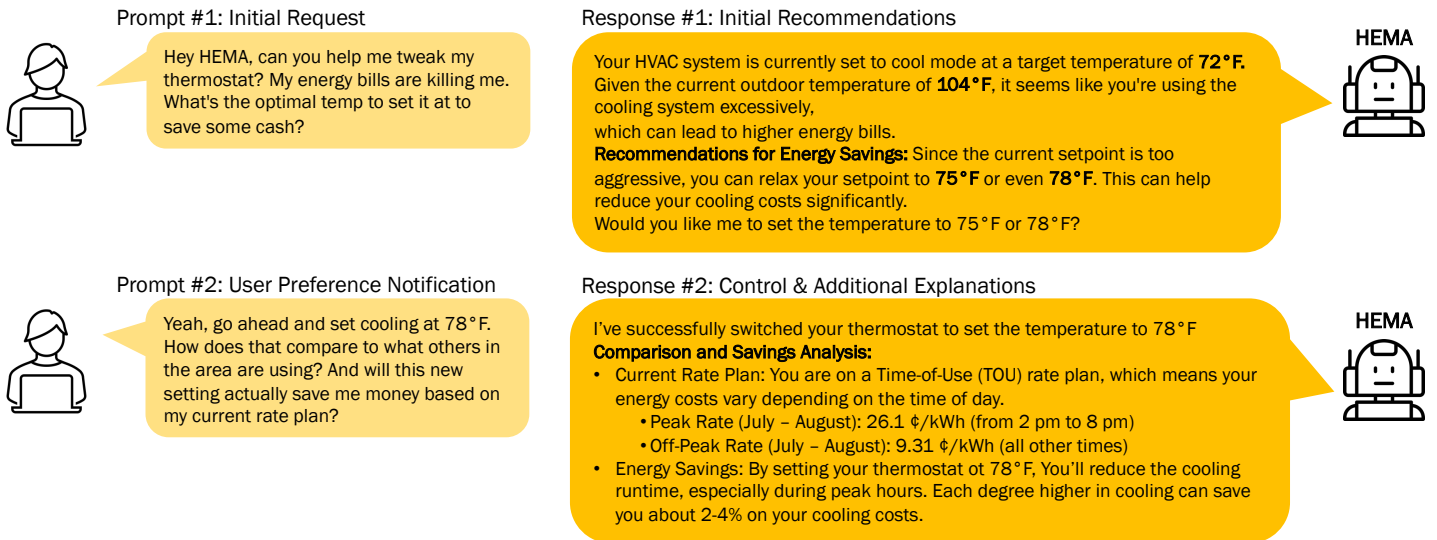 Prompt #1: Initial Request
Hey HEMA, can you help me tweak my
thermostat? My energy bills are killing me.
What's the optimal temp to set it at to
save some cash?
Response #1: Initial Recommendations
HEMA
Your HVAC system is currently set to cool mode at a target temperature of 72°F.
Given the current outdoor temperature of 104°F, it seems like you're using the
cooling system excessively,
which can lead to higher energy bills.
Recommendations for Energy Savings: Since the current setpoint is too
aggressive, you can relax your setpoint to 75°F or even 78°F. This can help
reduce your cooling costs significantly.
Would you like me to set the temperature to 75°F or 78°F?
Prompt #2: User Preference Notification
Yeah, go ahead and set cooling at 78°F.
How does that compare to what others in
the area are using? And will this new
setting actually save me money based on
my current rate plan?
Response #2: Control & Additional Explanations
HEMA
I've successfully switched your thermostat to set the temperature to 78°F
Comparison and Savings Analysis:
• Current Rate Plan: You are on a Time-of-Use (TOU) rate plan, which means your
energy costs vary depending on the time of day.
• Peak Rate (July – August): 26.1 ¢/kWh (from 2 pm to 8 pm)
• Off-Peak Rate (July – August): 9.31 ¢/kWh (all other times)
• Energy Savings: By setting your thermostat ot 78°F, You'll reduce the cooling
runtime, especially during peak hours. Each degree higher in cooling can save
you about 2-4% on your cooling costs.